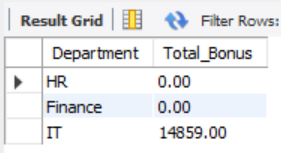 Result Grid Filter Rows:
Department Total_Bonus
HR 0.00
Finance 0.00
IT 14859.00